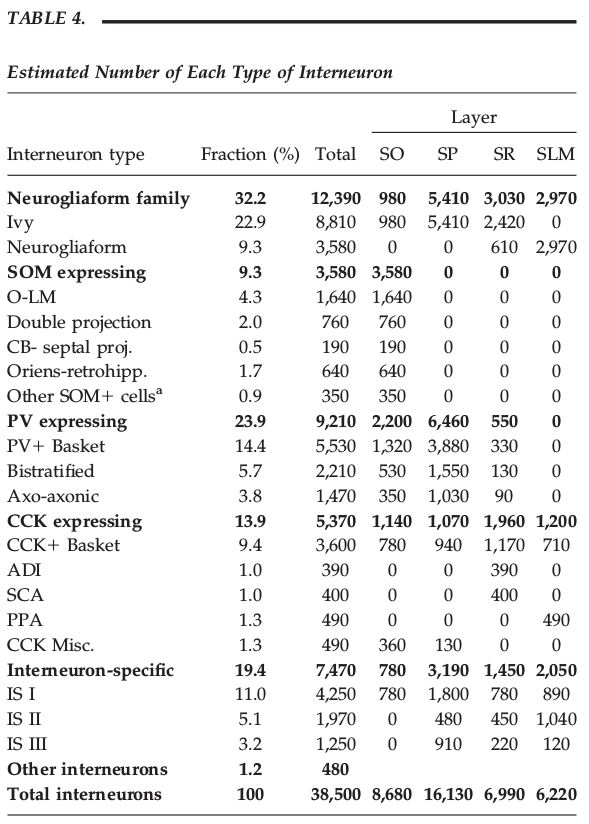 TABLE 4.
Estimated Number of Each Type of Interneuron
Layer
Interneuron type Fraction (%) Total SO SP SR SLM
Neurogliaform family 32.2 12,390 980 5,410 3,030 2,970
Ivy 22.9 8,810 980 5,410 2,420 0
Neurogliaform 9.3 3,580 0 0 610 2,970
SOM expressing 9.3 3,580 3,580 0 0 0
O-LM 4.3 1,640 1,640 0 0 0
Double projection 2.0 760 760 0 0 0
CB- septal proj. 0.5 190 190 0 0 0
Oriens-retrohipp. 1.7 640 640 0 0 0
Other SOM+ cellsᵃ 0.9 350 350 0 0 0
PV expressing 23.9 9,210 2,200 6,460 550 0
PV+ Basket 14.4 5,530 1,320 3,880 330 0
Bistratified 5.7 2,210 530 1,550 130 0
Axo-axonic 3.8 1,470 350 1,030 90 0
CCK expressing 13.9 5,370 1,140 1,070 1,960 1,200
CCK+ Basket 9.4 3,600 780 940 1,170 710
ADI 1.0 390 0 0 390 0
SCA 1.0 400 0 0 400 0
PPA 1.3 490 0 0 0 490
CCK Misc. 1.3 490 360 130 0 0
Interneuron-specific 19.4 7,470 780 3,190 1,450 2,050
IS I 11.0 4,250 780 1,800 780 890
IS II 5.1 1,970 0 480 450 1,040
IS III 3.2 1,250 0 910 220 120
Other interneurons 1.2 480
Total interneurons 100 38,500 8,680 16,130 6,990 6,220